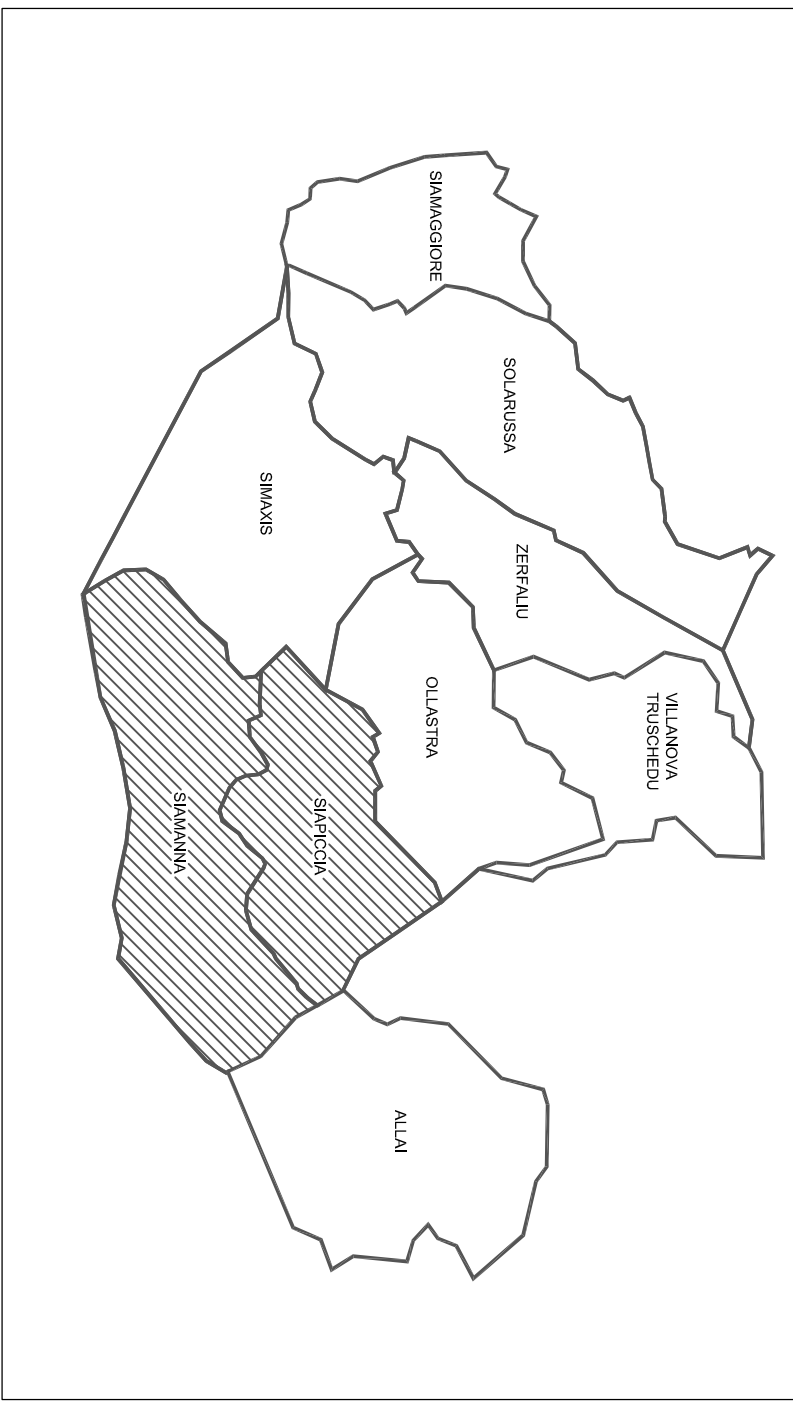 SIAMAGGIORE
SOLARUSSA
SIMAXIS
ZERFALIU
VILLANOVA
TRUSCHEDU
OLLASTRA
SIAPICCIA
SIAMANNA
ALLAI